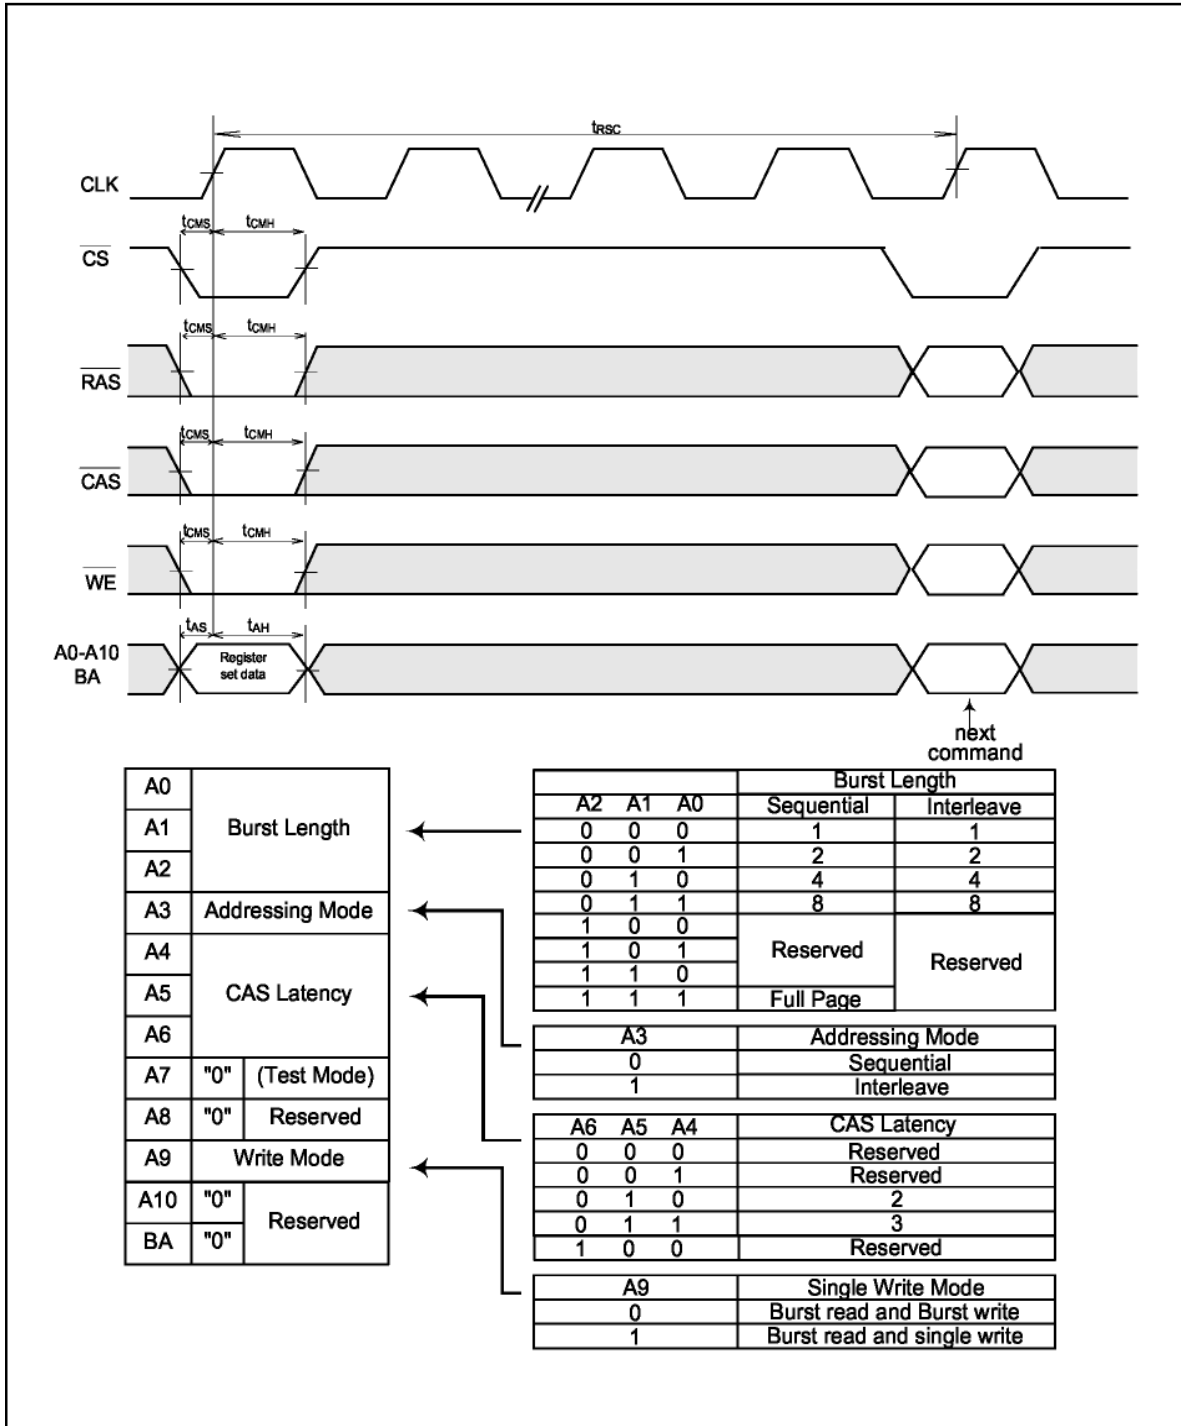 tRSC
CLK
tCMS tCMH
CS
tCMS tCMH
RAS
tCMS tCMH
CAS
tCMS tCMH
WE
tAS tAH
A0-A10
BA
Register
set data
next
command
A0
A1 Burst Length
A2
A3 Addressing Mode
A4
A5 CAS Latency
A6
A7 "0" (Test Mode)
A8 "0" Reserved
A9 Write Mode
A10 "0" Reserved
BA "0"
Burst Length
A2 A1 A0 Sequential Interleave
0 0 0 1 1
0 0 1 2 2
0 1 0 4 4
0 1 1 8 8
1 0 0
1 0 1 Reserved Reserved
1 1 0
1 1 1 Full Page
A3 Addressing Mode
0 Sequential
1 Interleave
A6 A5 A4 CAS Latency
0 0 0 Reserved
0 0 1 Reserved
0 1 0 2
0 1 1 3
1 0 0 Reserved
A9 Single Write Mode
0 Burst read and Burst write
1 Burst read and single write